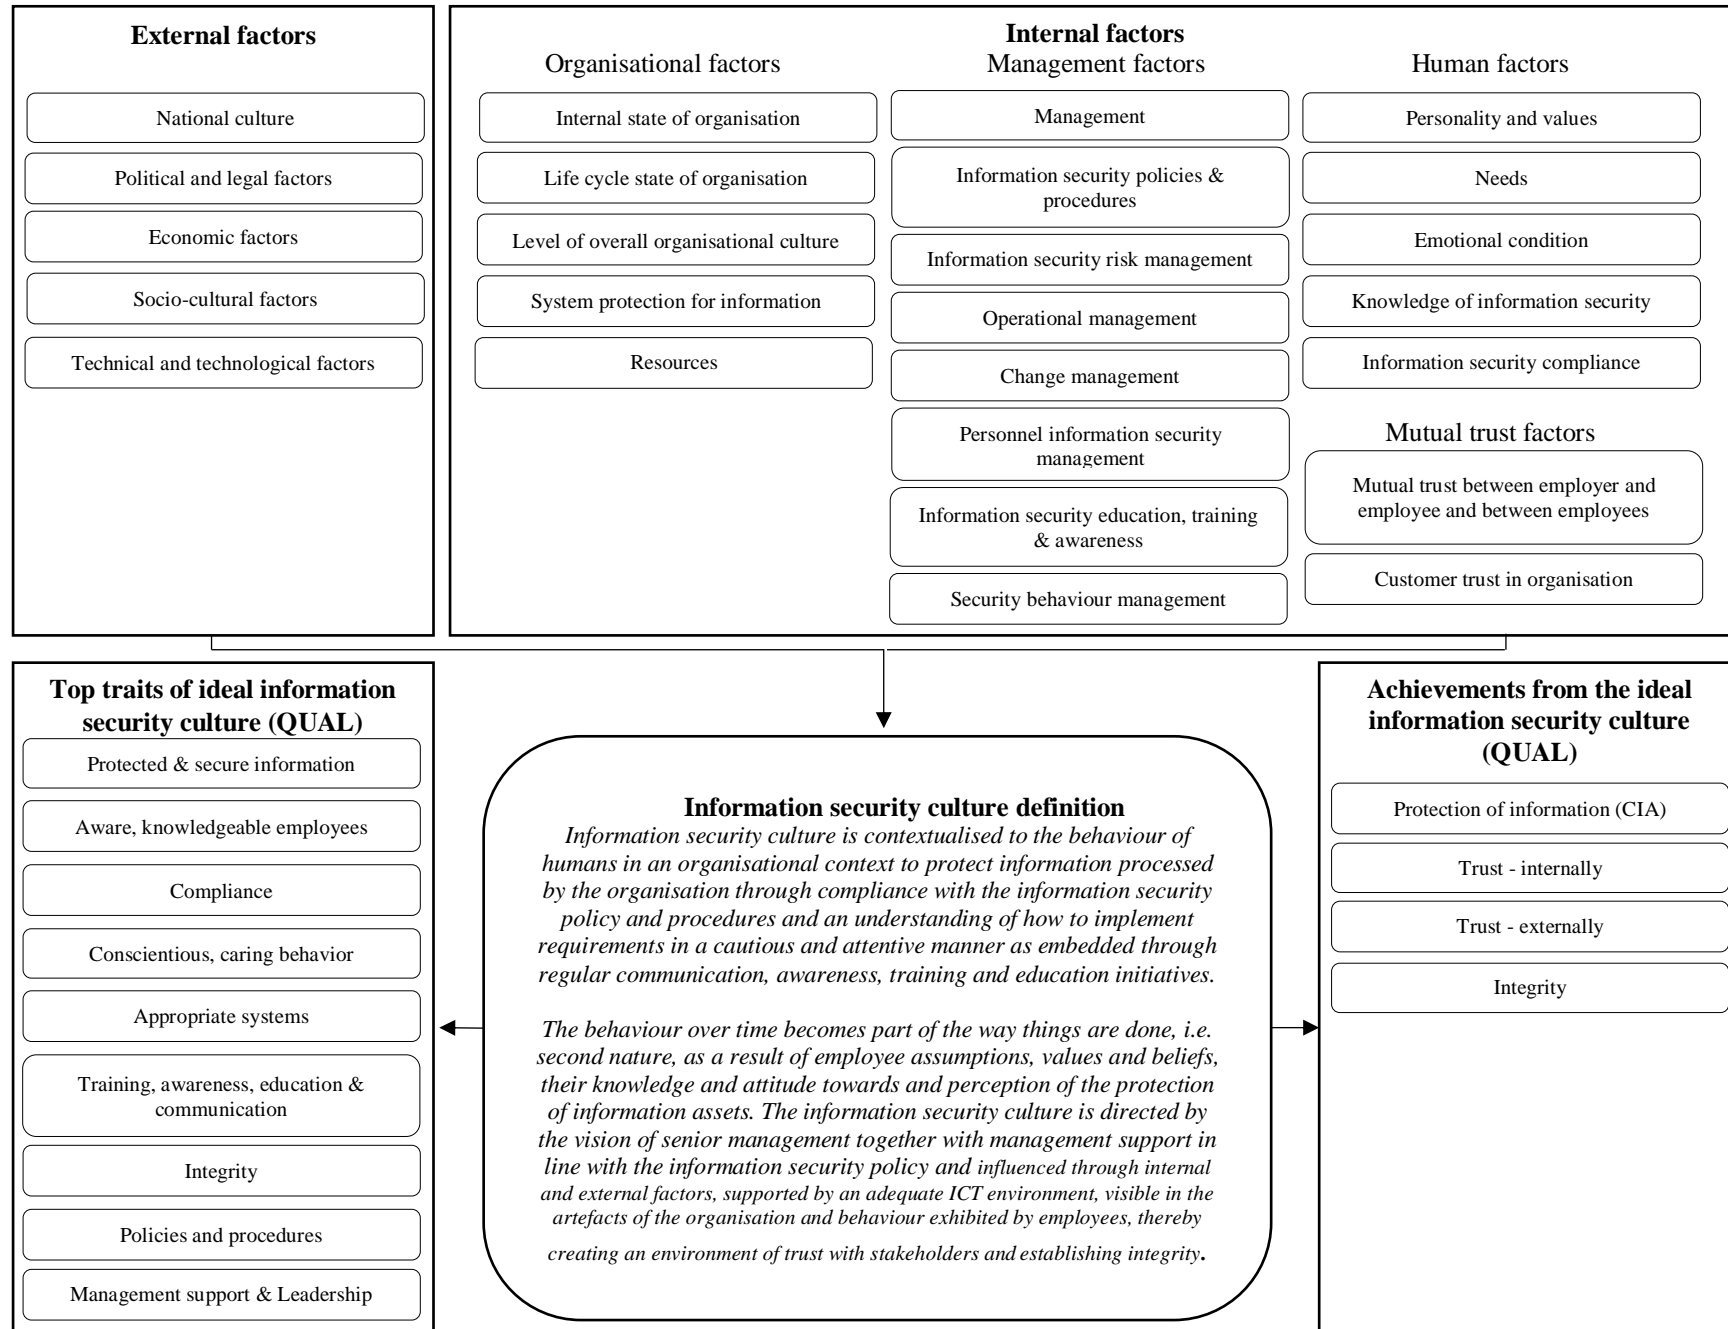 External factors
National culture
Political and legal factors
Economic factors
Socio-cultural factors
Technical and technological factors
Internal factors
Organisational factors
Internal state of organisation
Life cycle state of organisation
Level of overall organisational culture
System protection for information
Resources
Management factors
Management
Information security policies &
procedures
Information security risk management
Operational management
Change management
Personnel information security
management
Information security education, training
& awareness
Security behaviour management
Human factors
Personality and values
Needs
Emotional condition
Knowledge of information security
Information security compliance
Mutual trust factors
Mutual trust between employer and
employee and between employees
Customer trust in organisation
Top traits of ideal information
security culture (QUAL)
Protected & secure information
Aware, knowledgeable employees
Compliance
Conscientious, caring behavior
Appropriate systems
Training, awareness, education &
communication
Integrity
Policies and procedures
Management support & Leadership
Information security culture definition
Information security culture is contextualised to the behaviour of
humans in an organisational context to protect information processed
by the organisation through compliance with the information security
policy and procedures and an understanding of how to implement
requirements in a cautious and attentive manner as embedded through
regular communication, awareness, training and education initiatives.
The behaviour over time becomes part of the way things are done, i.e.
second nature, as a result of employee assumptions, values and beliefs,
their knowledge and attitude towards and perception of the protection
of information assets. The information security culture is directed by
the vision of senior management together with management support in
line with the information security policy and influenced through internal
and external factors, supported by an adequate ICT environment, visible in the
artefacts of the organisation and behaviour exhibited by employees, thereby
creating an environment of trust with stakeholders and establishing integrity.
Achievements from the ideal
information security culture
(QUAL)
Protection of information (CIA)
Trust - internally
Trust - externally
Integrity